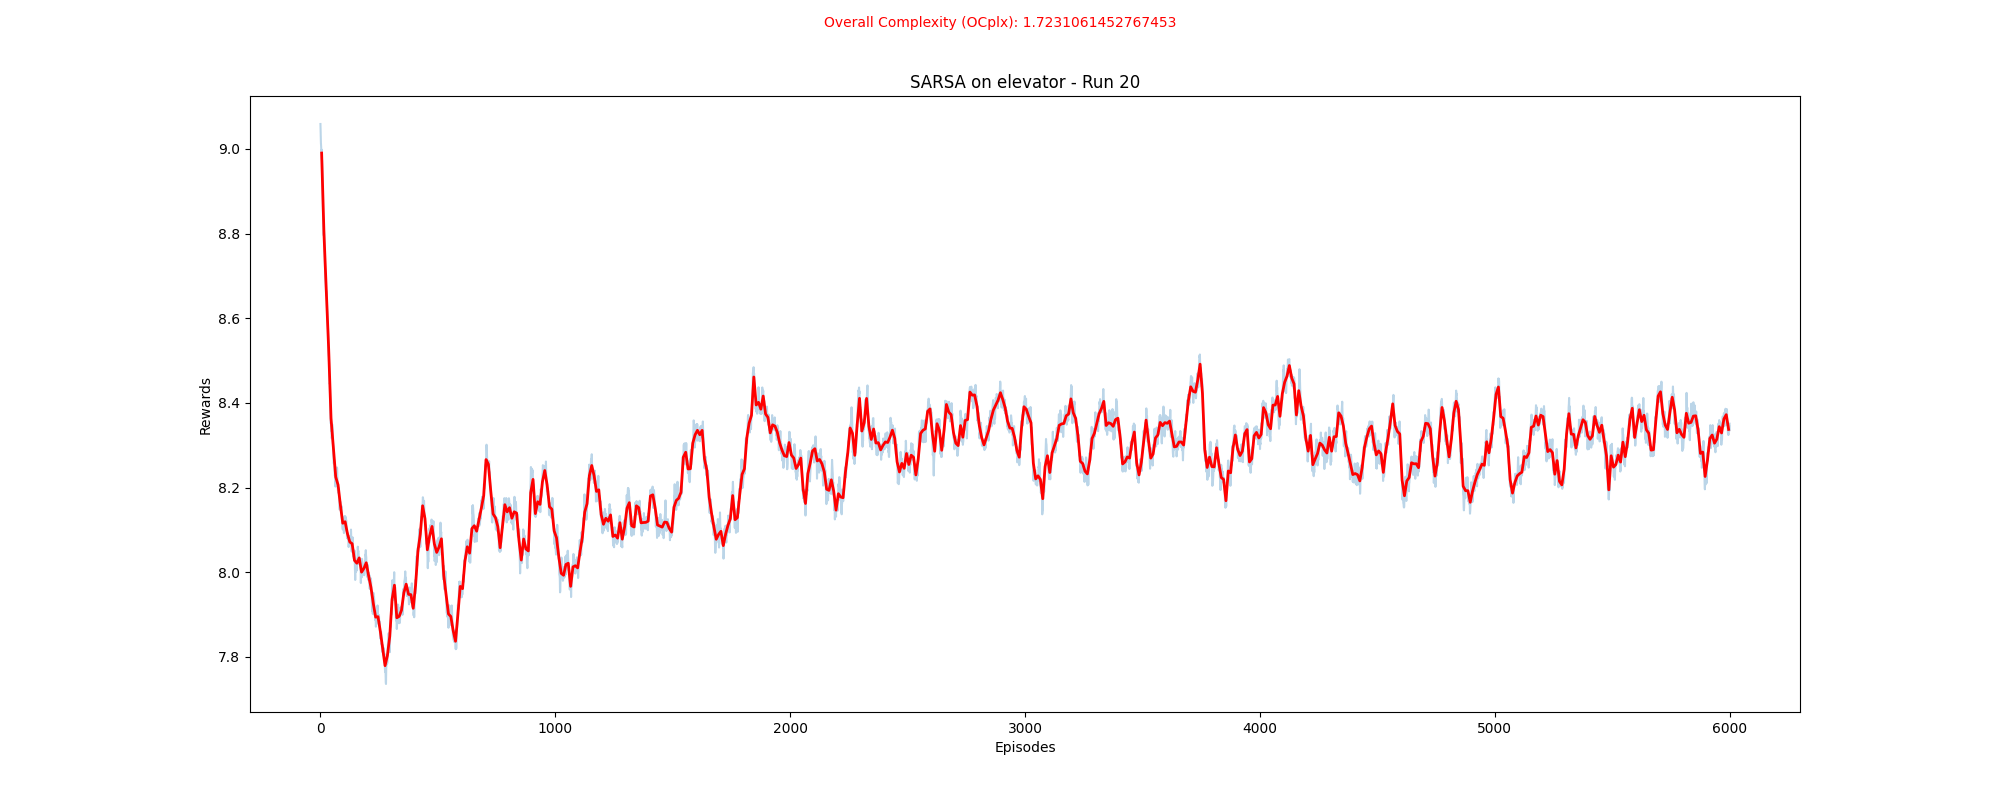 Overall Complexity (OCplx): 1.7231061452767453
SARSA on elevator - Run 20
9.0
8.8
8.6
8.4
8.2
8.0
7.8
Rewards
0 1000 2000 3000 4000 5000 6000
Episodes